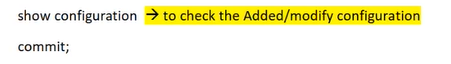 show configuration → to check the Added/modify configuration
commit;